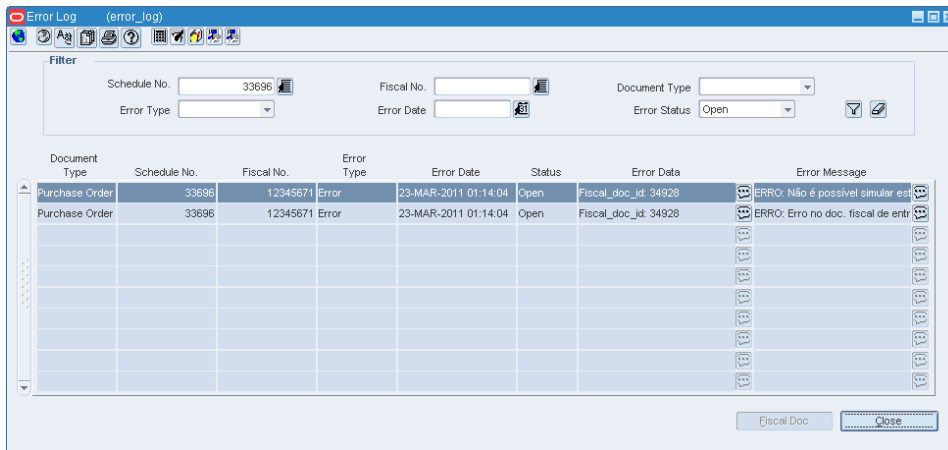 Error Log (error_log)
Filter
Schedule No. 33696 Fiscal No. Document Type
Error Type Error Date Error Status Open
Document Type Schedule No. Fiscal No. Error Type Error Date Status Error Data Error Message
Purchase Order 33696 12345671 Error 23-MAR-2011 01:14:04 Open Fiscal_doc_id: 34928 ERRO: Não é possível simular est
Purchase Order 33696 12345671 Error 23-MAR-2011 01:14:04 Open Fiscal_doc_id: 34928 ERRO: Erro no doc. fiscal de entr
Fiscal Doc Close